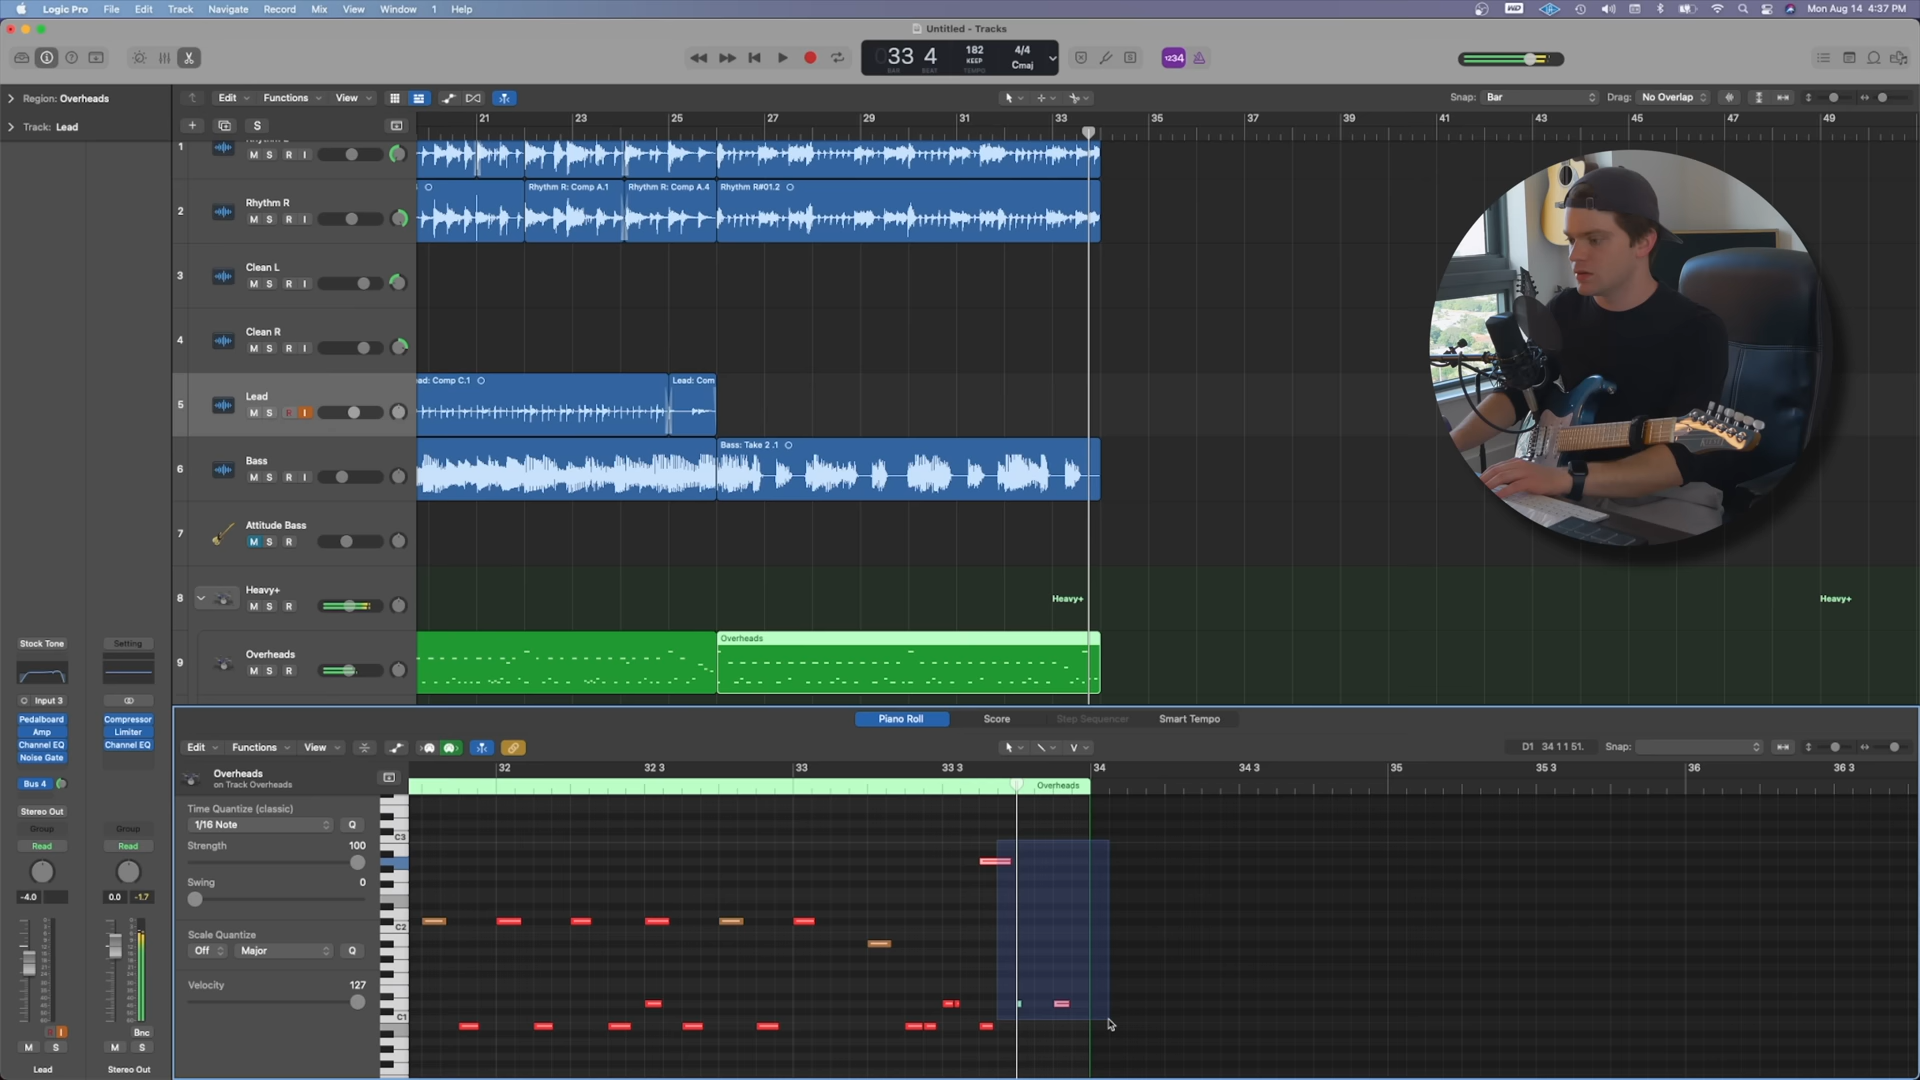 Logic Pro File Edit Track Navigate Record Mix View Window 1 Help
Mon Aug 14 4:37 PM
Untitled - Tracks
33 4
BAR BEAT
182
KEEP
TEMPO
4/4
Cmaj
1234
Region: Overheads
Track: Lead
Edit Functions View
Snap: Bar
Drag: No Overlap
S
21 23 25 27 29 31 33 35 37 39 41 43 45 47 49
1
M S R I
2
Rhythm R
M S R I
Rhythm R: Comp A.1
Rhythm R: Comp A.4
Rhythm R#01.2
3
Clean L
M S R I
4
Clean R
M S R I
5
Lead
M S R I
ad: Comp C.1
Lead: Com
6
Bass
M S R I
Bass: Take 2 .1
7
Attitude Bass
M S R
8
Heavy+
M S R
Heavy+
Heavy+
9
Overheads
M S R
Overheads
Stock Tone
Setting
Input 3
Pedalboard
Amp
Channel EQ
Noise Gate
Compressor
Limiter
Channel EQ
Bus 4
Stereo Out
Group
Group
Read
Read
-4.0
0.0 -1.7
R I
Bnc
M S
M S
Lead
Stereo Out
Piano Roll Score Step Sequencer Smart Tempo
Edit Functions View
D1 34 1 1 51.
Snap:
Overheads
on Track Overheads
32 32 3 33 33 3 34 34 3 35 35 3 36 36 3
Overheads
Time Quantize (classic)
1/16 Note
Q
Strength 100
Swing 0
Scale Quantize
Off Major Q
Velocity 127
C3
C2
C1